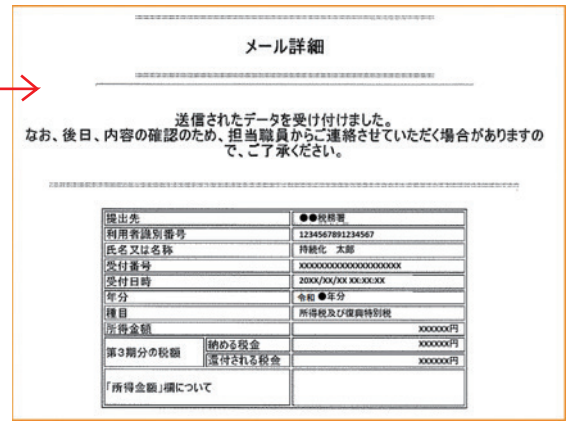 メール詳細
送信されたデータを受け付けました。
なお、後日、内容の確認のため、担当職員からご連絡させていただく場合がありますの
で、ご了承ください。
提出先 ●●税務署
利用者識別番号 1234567891234567
氏名又は名称 持続化 太郎
受付番号 XXXXXXXXXXXXXXXXXXXX
受付日時 20XX/XX/XX XX:XX:XX
年分 令和 ●年分
種目 所得税及び復興特別税
所得金額 XXXXXX円
第3期分の税額 納める税金 XXXXXX円
還付される税金 XXXXXX円
「所得金額」欄について